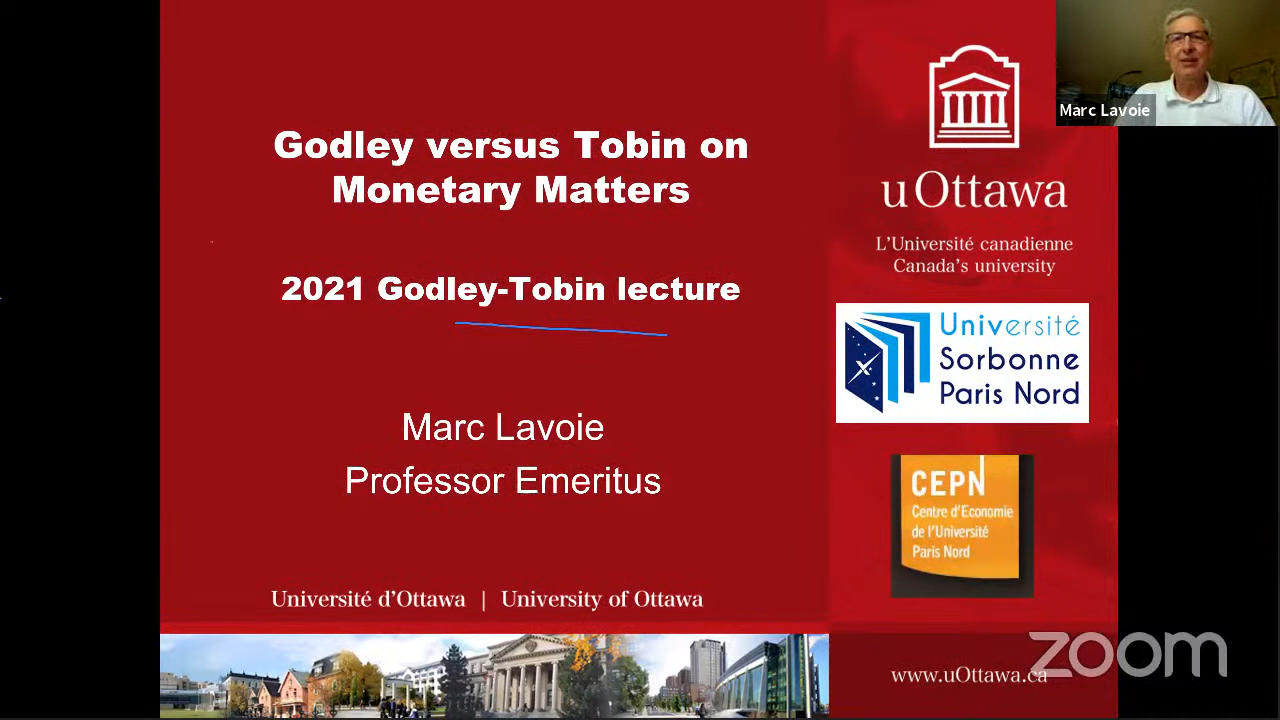 Godley versus Tobin on
Monetary Matters
2021 Godley-Tobin lecture
Marc Lavoie
Professor Emeritus
Université d'Ottawa | University of Ottawa
uOttawa
L'Université canadienne
Canada's university
Université
Sorbonne
Paris Nord
CEPN
Centre d'Economie
de l'Université
Paris Nord
www.uOttawa.ca
zoom
Marc Lavoie